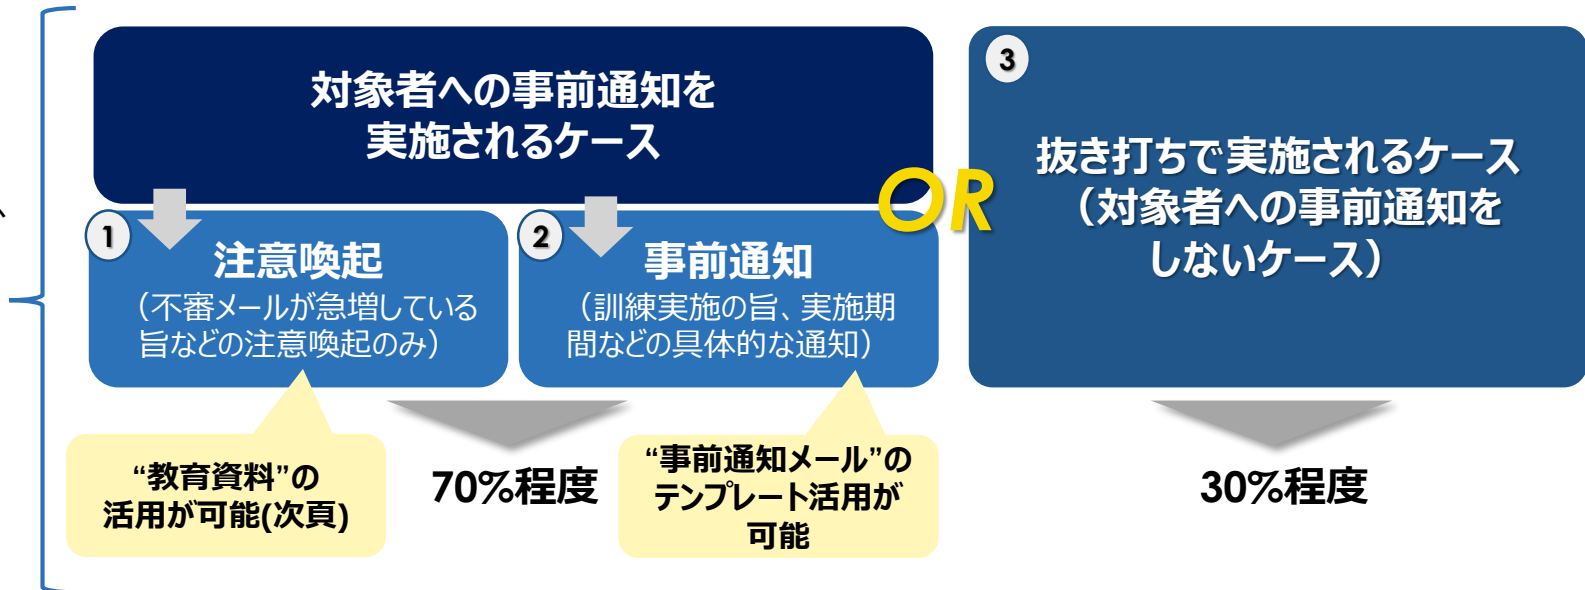 対象者への事前通知を
実施されるケース
1
注意喚起
（不審メールが急増している
旨などの注意喚起のみ）
2
事前通知
（訓練実施の旨、実施期
間などの具体的な通知）
OR
3
抜き打ちで実施されるケース
（対象者への事前通知を
しないケース）
“教育資料”の
活用が可能(次頁)
70%程度
“事前通知メール”の
テンプレート活用が
可能
30%程度